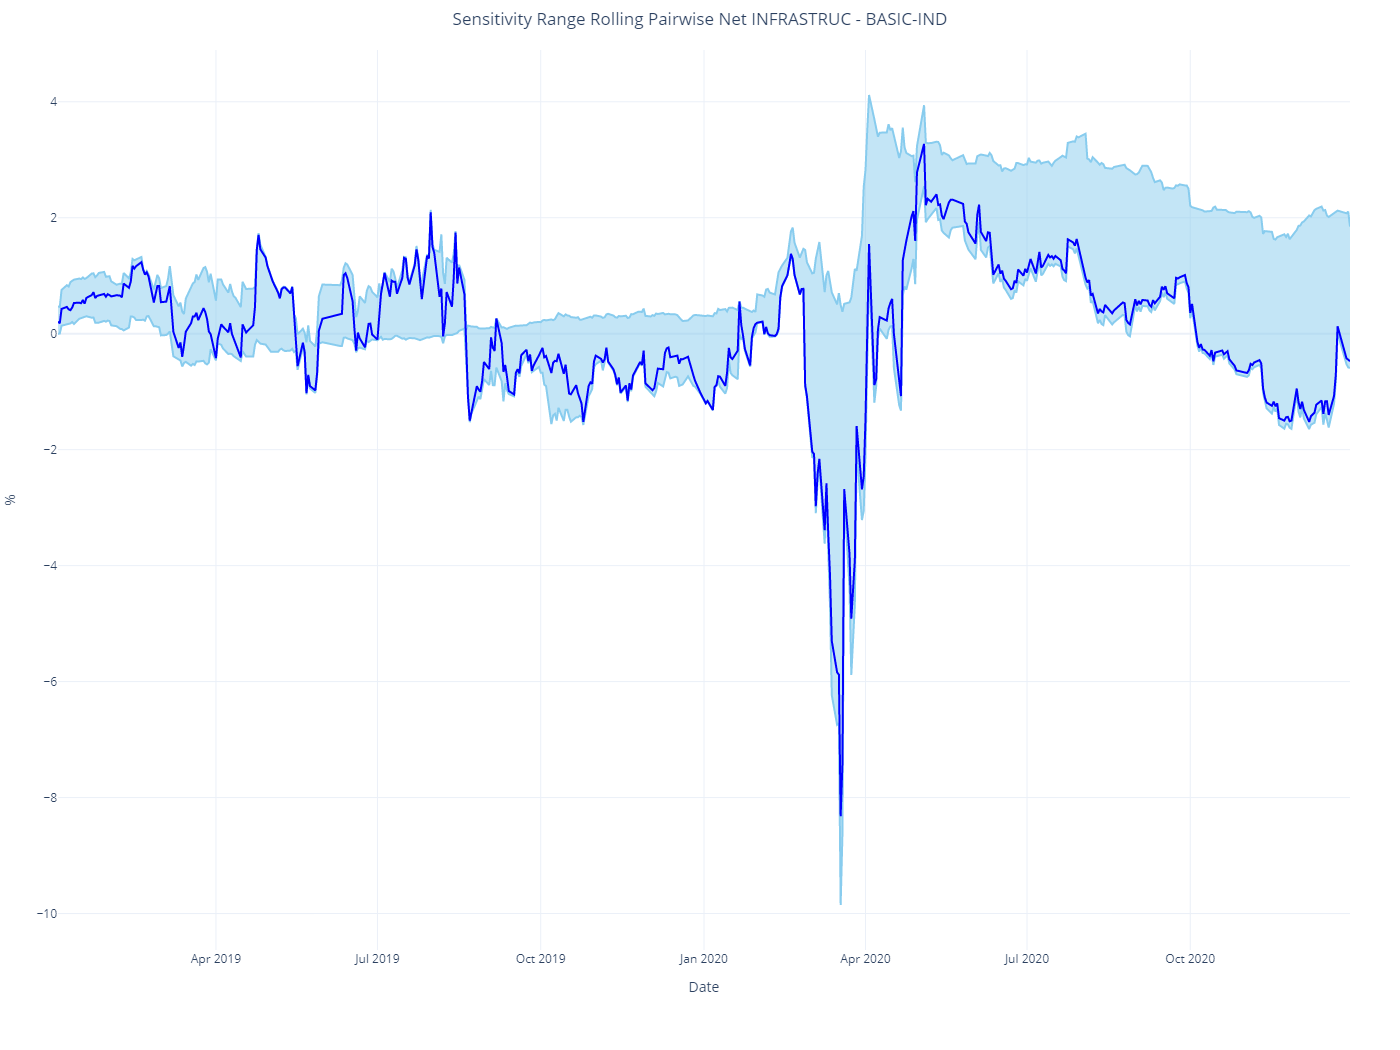 Sensitivity Range Rolling Pairwise Net INFRASTRUC - BASIC-IND
4
2
0
−2
−4
−6
−8
−10
%
Apr 2019
Jul 2019
Oct 2019
Jan 2020
Apr 2020
Jul 2020
Oct 2020
Date